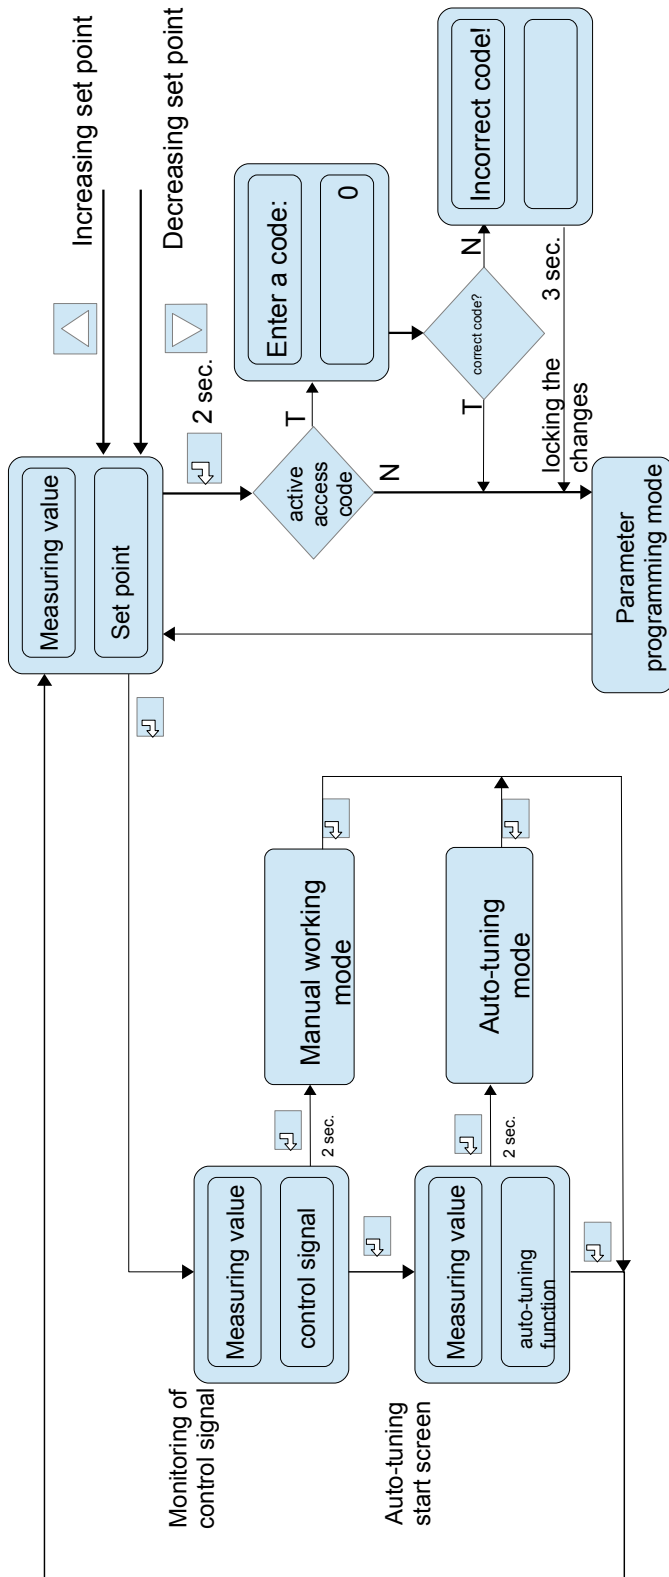 Measuring value
Set point
Increasing set point
Decreasing set point
2 sec.
active
access
code
T
N
Enter a code:
0
correct code?
T
N
Incorrect code!
3 sec.
locking the
changes
Parameter
programming mode
Monitoring of
control signal
Measuring value
control signal
2 sec.
Manual working
mode
Auto-tuning
start screen
Measuring value
auto-tuning
function
2 sec.
Auto-tuning
mode